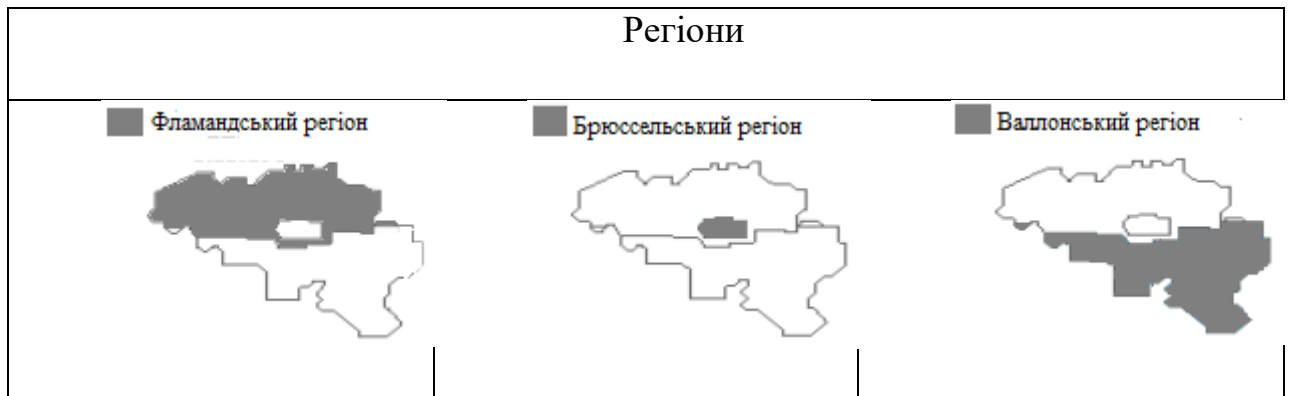 Регіони
Фламандський регіон
Брюссельський регіон
Валлонський регіон